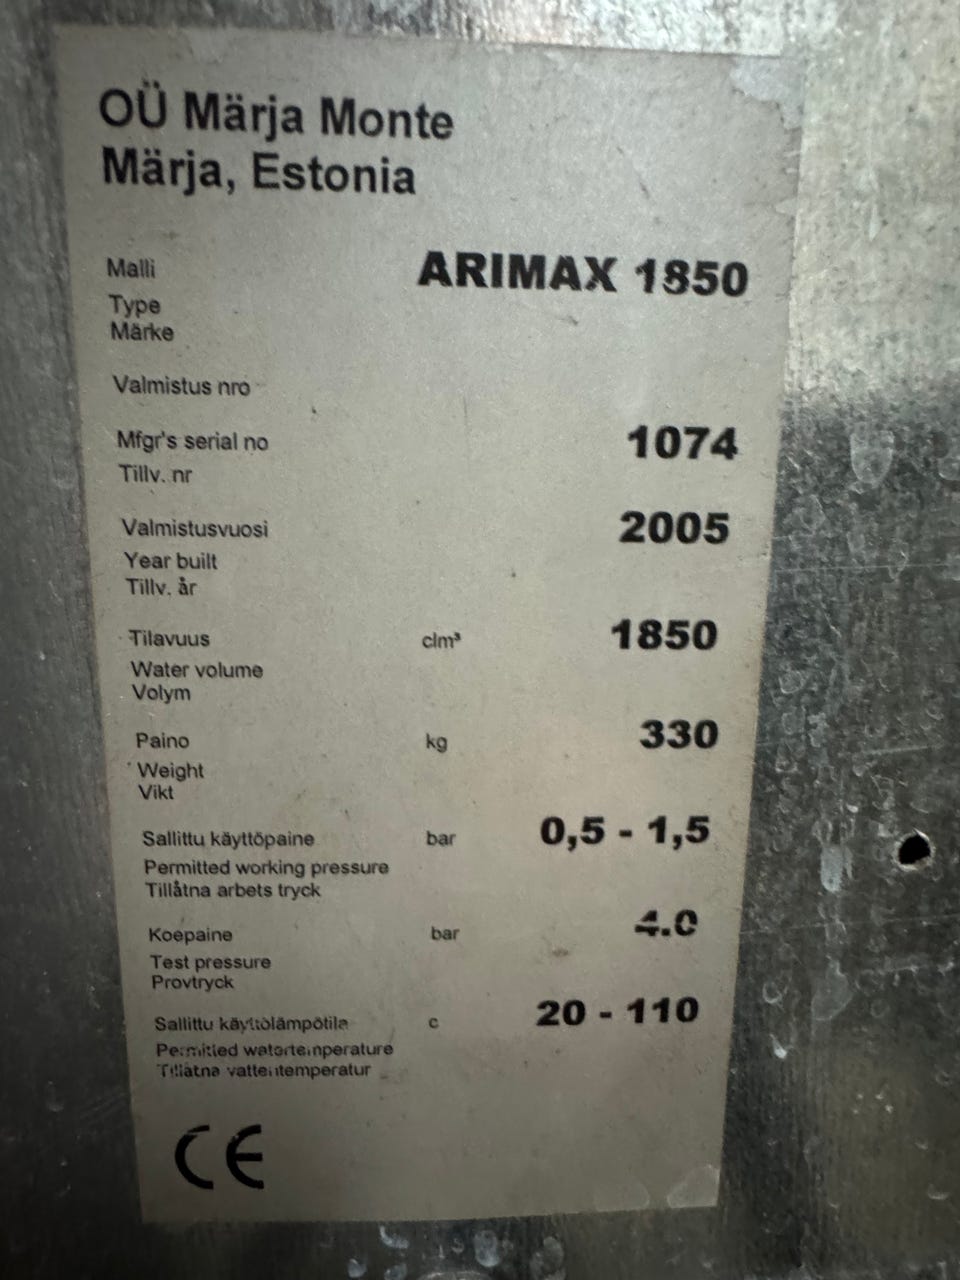 OÜ Märja Monte
Märja, Estonia
Malli ARIMAX 1850
Type
Märke
Valmistus nro
Mfgr's serial no 1074
Tillv. nr
Valmistusvuosi 2005
Year built
Tillv. år
Tilavuus clm³ 1850
Water volume
Volym
Paino kg 330
Weight
Vikt
Sallittu käyttöpaine bar 0,5 - 1,5
Permitted working pressure
Tillåtna arbets tryck
Koepaine bar 4.0
Test pressure
Provtryck
Sallittu käyttölämpötila c 20 - 110
Permitted watertemperature
Tillåtna vattentemperatur
CE